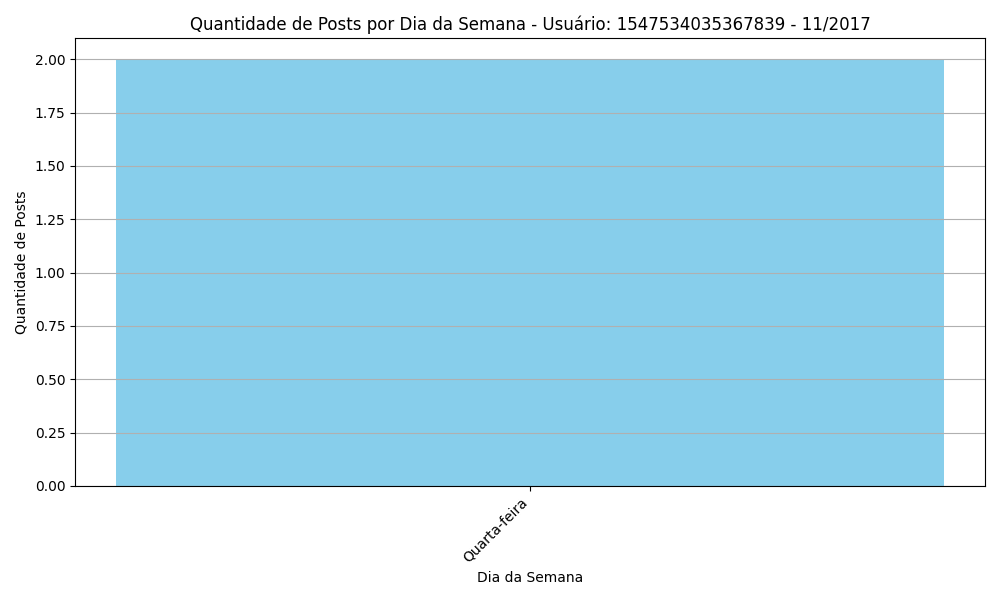 Quantidade de Posts por Dia da Semana - Usuário: 1547534035367839 - 11/2017
2.00
1.75
1.50
1.25
1.00
0.75
0.50
0.25
0.00
Quantidade de Posts
Quarta-feira
Dia da Semana